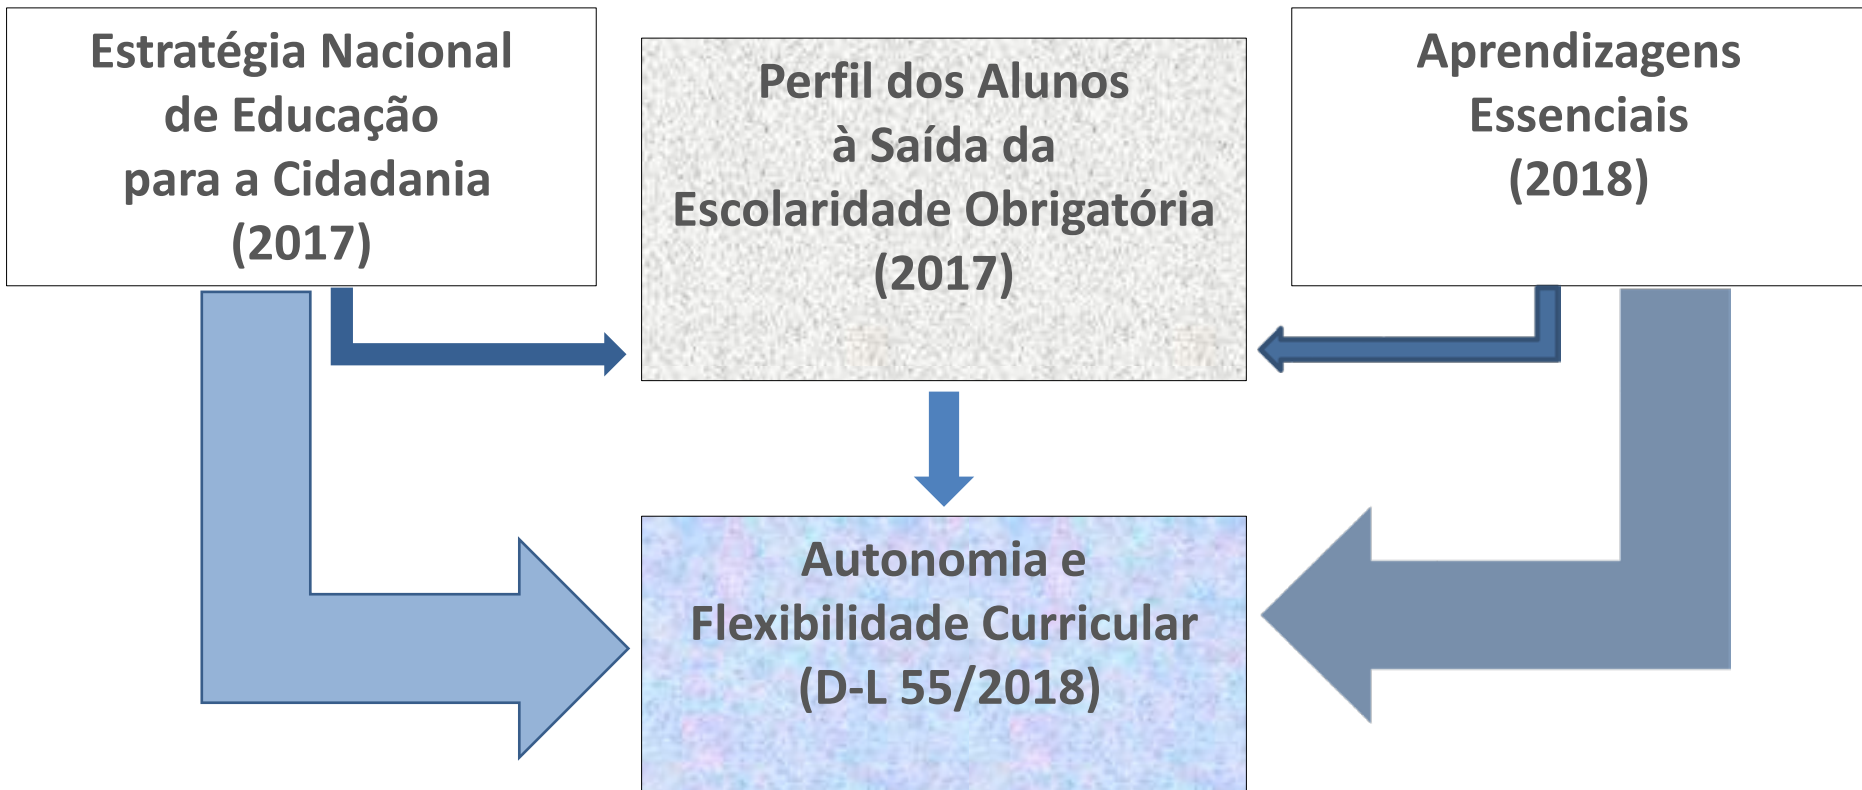 Estratégia Nacional
de Educação
para a Cidadania
(2017)
Perfil dos Alunos
à Saída da
Escolaridade Obrigatória
(2017)
Aprendizagens
Essenciais
(2018)
Autonomia e
Flexibilidade Curricular
(D-L 55/2018)